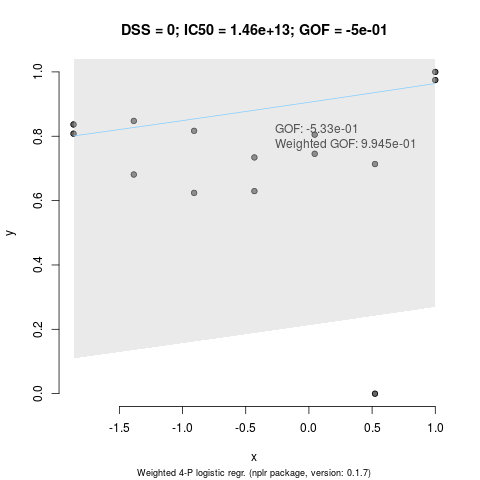 DSS = 0; IC50 = 1.46e+13; GOF = -5e-01
GOF: -5.33e-01
Weighted GOF: 9.945e-01
y
0.0
0.2
0.4
0.6
0.8
1.0
-1.5
-1.0
-0.5
0.0
0.5
1.0
x
Weighted 4-P logistic regr. (nplr package, version: 0.1.7)